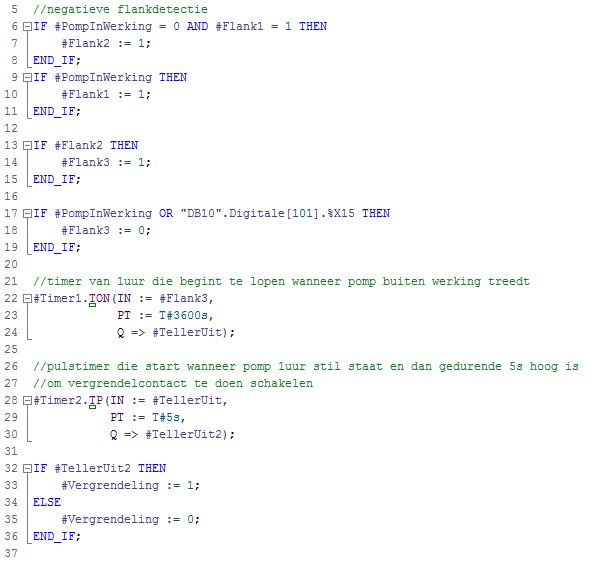 5 //negatieve flankdetectie
6 IF #PompInWerking = 0 AND #Flank1 = 1 THEN
7 #Flank2 := 1;
8 END_IF;
9 IF #PompInWerking THEN
10 #Flank1 := 1;
11 END_IF;
12
13 IF #Flank2 THEN
14 #Flank3 := 1;
15 END_IF;
16
17 IF #PompInWerking OR "DB10".Digitale[101].%X15 THEN
18 #Flank3 := 0;
19 END_IF;
20
21 //timer van 1uur die begint te lopen wanneer pomp buiten werking treedt
22 #Timer1.TON(IN := #Flank3,
23 PT := T#3600s,
24 Q => #TellerUit);
25
26 //pulstimer die start wanneer pomp 1uur stil staat en dan gedurende 5s hoog is
27 //om vergrendelcontact te doen schakelen
28 #Timer2.TP(IN := #TellerUit,
29 PT := T#5s,
30 Q => #TellerUit2);
31
32 IF #TellerUit2 THEN
33 #Vergrendeling := 1;
34 ELSE
35 #Vergrendeling := 0;
36 END_IF;
37